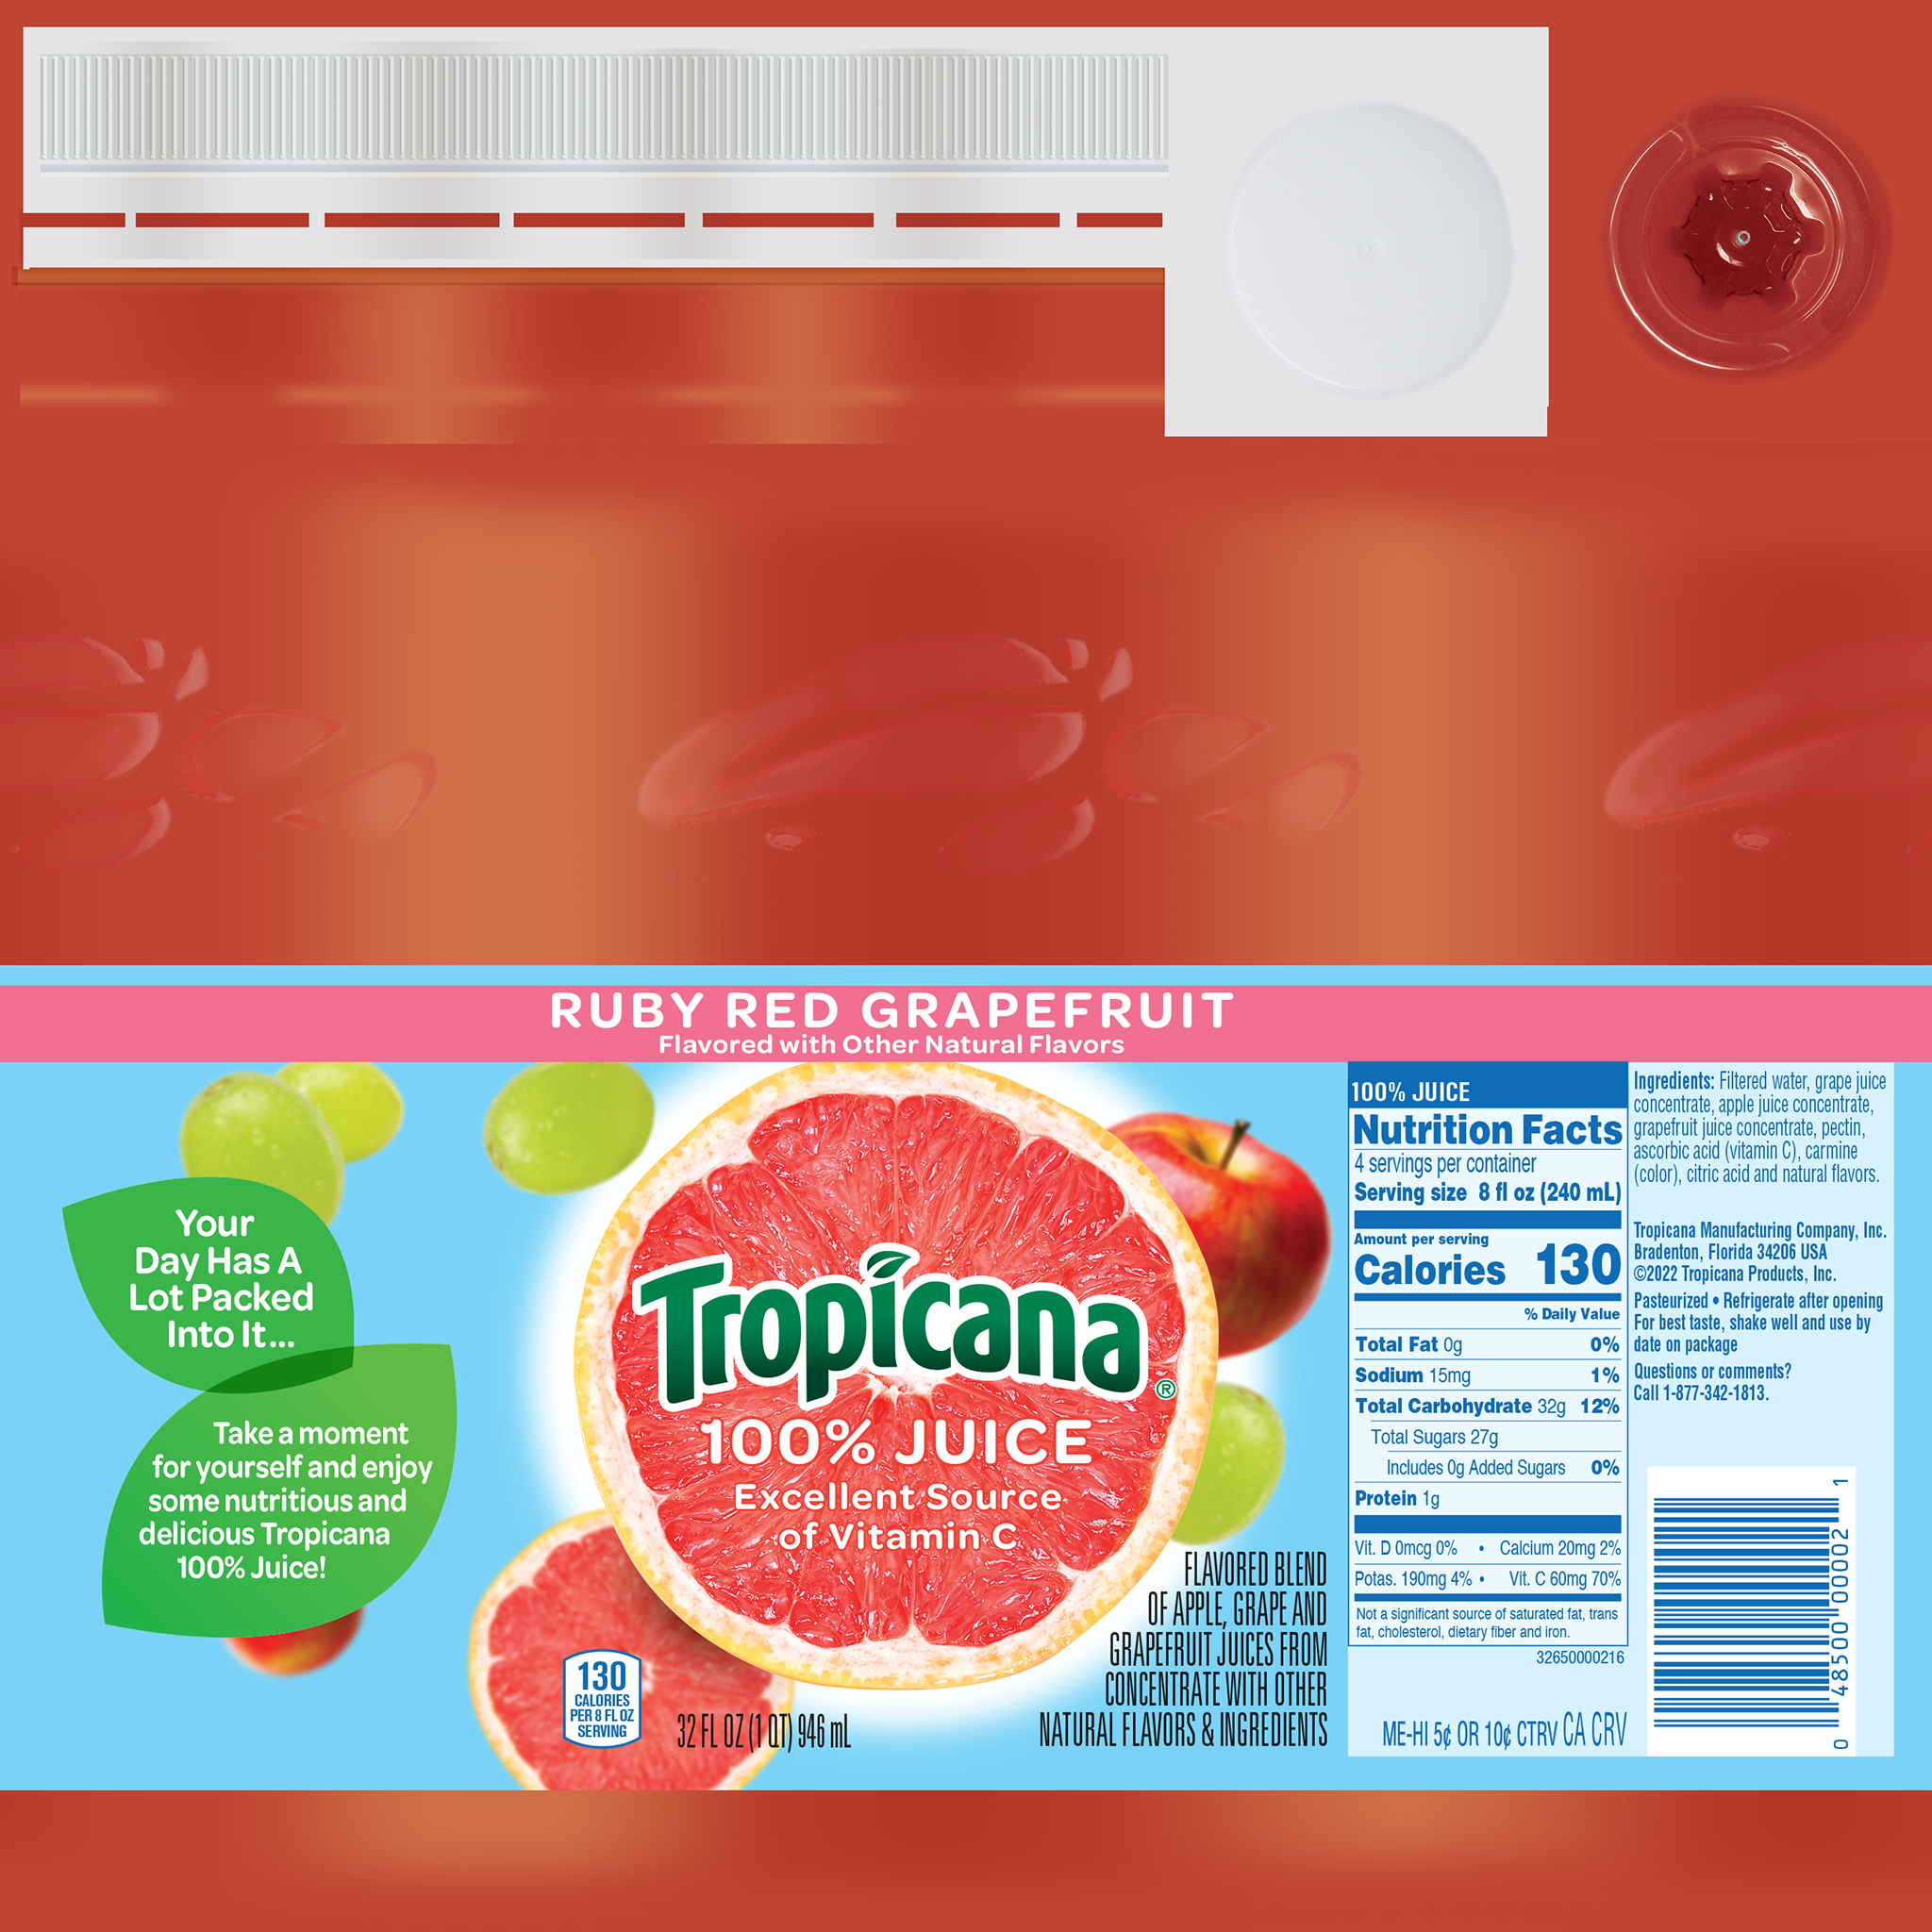 RUBY RED GRAPEFRUIT
Flavored with Other Natural Flavors
Your
Day Has A
Lot Packed
Into It...
Take a moment
for yourself and enjoy
some nutritious and
delicious Tropicana
100% Juice!
Tropicana®
100% JUICE
Excellent Source
of Vitamin C
130
CALORIES
PER 8 FL OZ
SERVING
32 FL OZ (1 QT) 946 mL
FLAVORED BLEND
OF APPLE, GRAPE AND
GRAPEFRUIT JUICES FROM
CONCENTRATE WITH OTHER
NATURAL FLAVORS & INGREDIENTS
100% JUICE
Nutrition Facts
4 servings per container
Serving size 8 fl oz (240 mL)
Amount per serving
Calories 130
% Daily Value
Total Fat 0g 0%
Sodium 15mg 1%
Total Carbohydrate 32g 12%
Total Sugars 27g
Includes 0g Added Sugars 0%
Protein 1g
Vit. D 0mcg 0% • Calcium 20mg 2%
Potas. 190mg 4% • Vit. C 60mg 70%
Not a significant source of saturated fat, trans
fat, cholesterol, dietary fiber and iron.
32650000216
ME-HI 5¢ OR 10¢ CTRV CA CRV
Ingredients: Filtered water, grape juice
concentrate, apple juice concentrate,
grapefruit juice concentrate, pectin,
ascorbic acid (vitamin C), carmine
(color), citric acid and natural flavors.
Tropicana Manufacturing Company, Inc.
Bradenton, Florida 34206 USA
©2022 Tropicana Products, Inc.
Pasteurized • Refrigerate after opening
For best taste, shake well and use by
date on package
Questions or comments?
Call 1-877-342-1813.
0 48500 00002 1